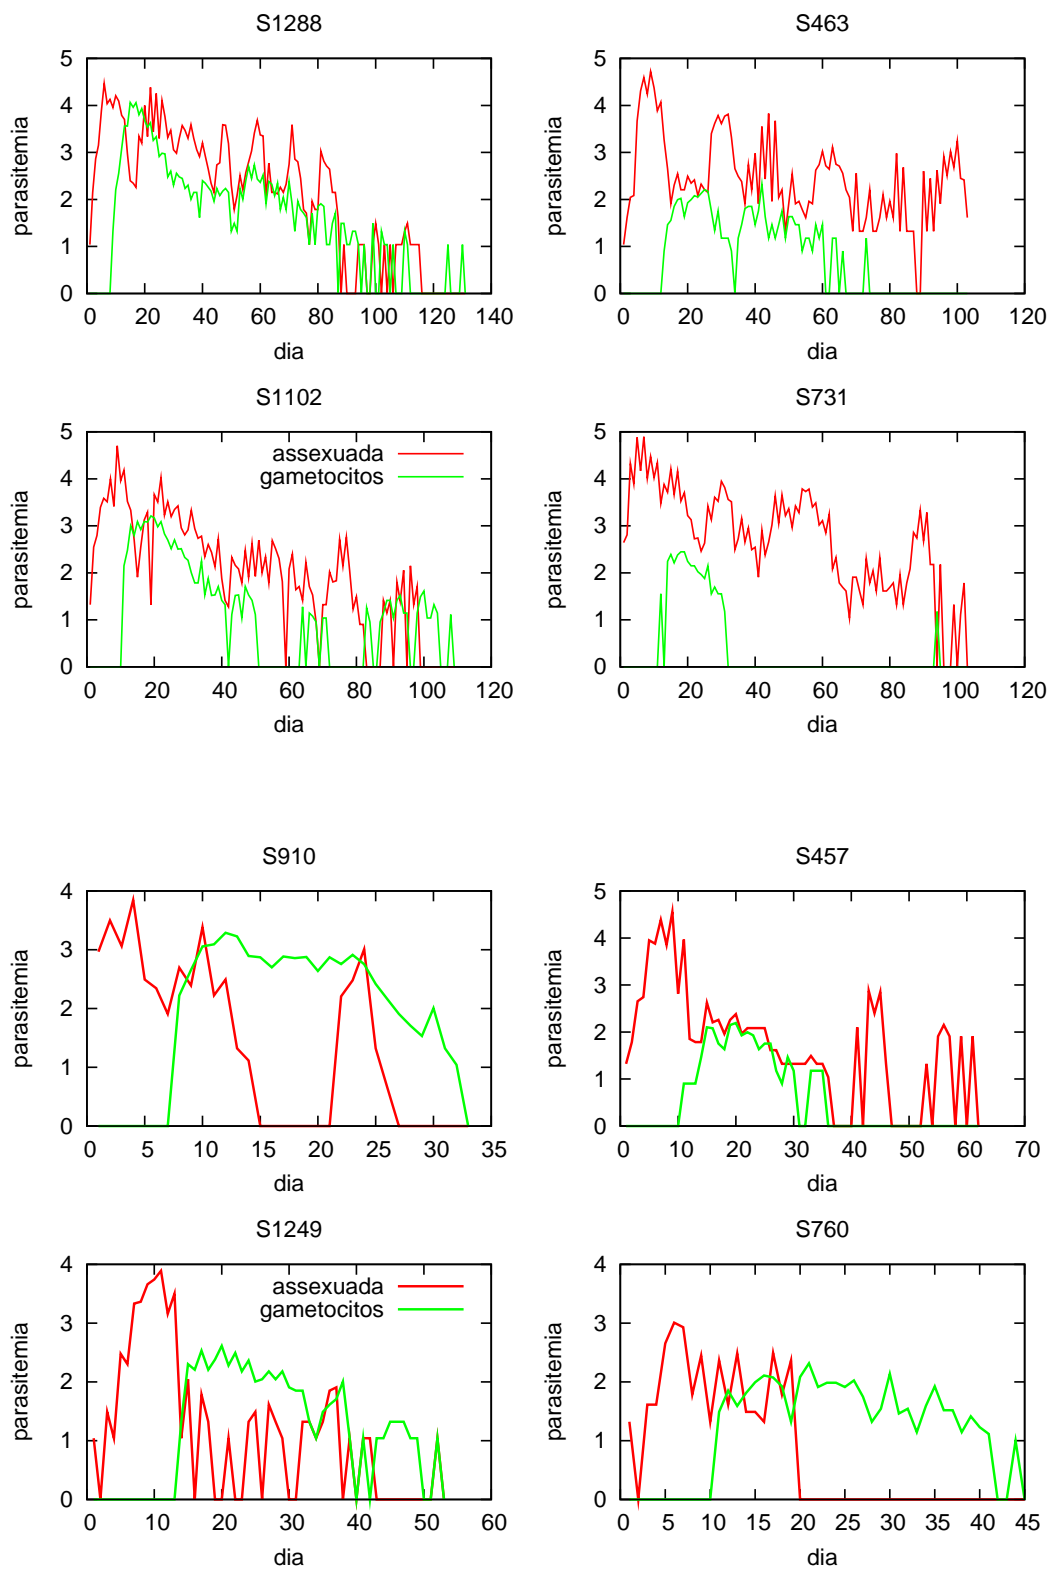 S1288
parasitemia
5
4
3
2
1
0
0 20 40 60 80 100 120 140
dia
S463
parasitemia
5
4
3
2
1
0
0 20 40 60 80 100 120
dia
S1102
parasitemia
5
4
3
2
1
0
assexuada
gametocitos
0 20 40 60 80 100 120
dia
S731
parasitemia
5
4
3
2
1
0
0 20 40 60 80 100 120
dia
S910
parasitemia
4
3
2
1
0
0 5 10 15 20 25 30 35
dia
S457
parasitemia
5
4
3
2
1
0
0 10 20 30 40 50 60 70
dia
S1249
parasitemia
4
3
2
1
0
assexuada
gametocitos
0 10 20 30 40 50 60
dia
S760
parasitemia
4
3
2
1
0
0 5 10 15 20 25 30 35 40 45
dia